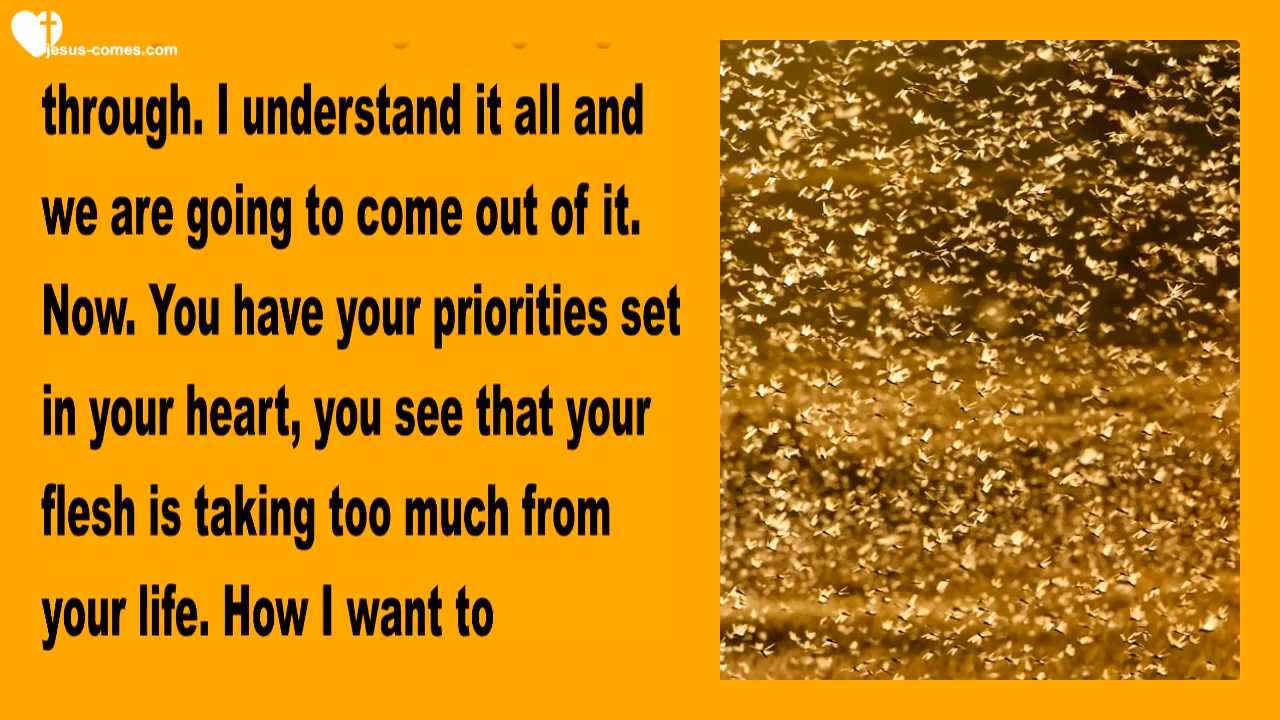 jesus-comes.com
through. I understand it all and
we are going to come out of it.
Now. You have your priorities set
in your heart, you see that your
flesh is taking too much from
your life. How I want to